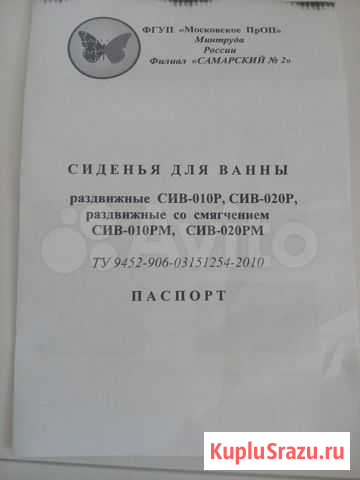 ФГУП «Московское ПрОП»
Минтруда
России
Филиал «САМАРСКИЙ № 2»
СИДЕНЬЯ ДЛЯ ВАННЫ
раздвижные СИВ-010Р, СИВ-020Р,
раздвижные со смягчением
СИВ-010РМ, СИВ-020РМ
ТУ 9452-906-03151254-2010
ПАСПОРТ
Avito
KupluSrazu.ru